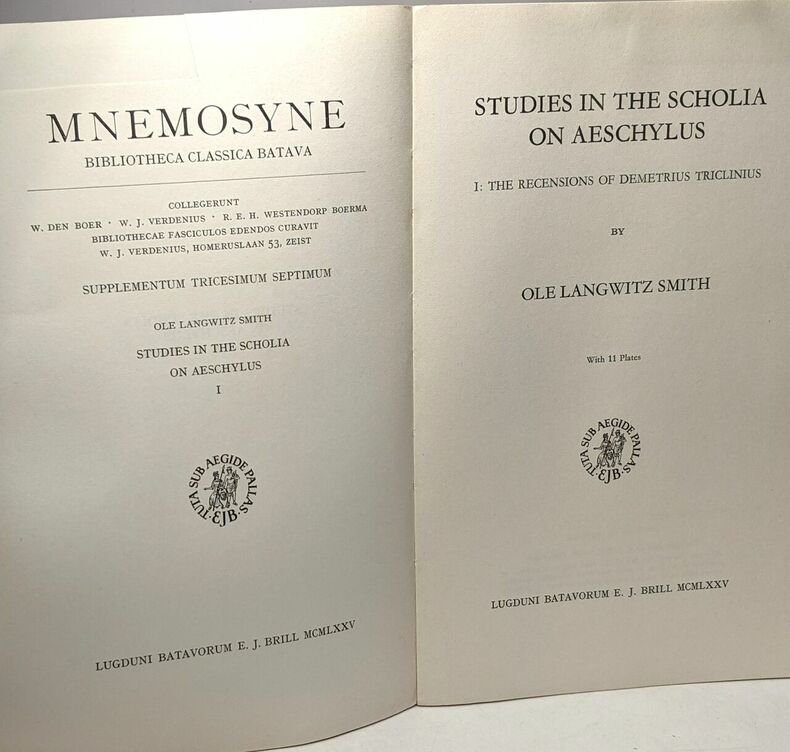 MNEMOSYNE
BIBLIOTHECA CLASSICA BATAVA
COLLEGERUNT
W. DEN BOER · W. J. VERDENIUS · R. E. H. WESTENDORP BOERMA
BIBLIOTHECAE FASCICULOS EDENDOS CURAVIT
W. J. VERDENIUS, HOMERUSLAAN 53, ZEIST
SUPPLEMENTUM TRICESIMUM SEPTIMUM
OLE LANGWITZ SMITH
STUDIES IN THE SCHOLIA
ON AESCHYLUS
I
TUTA SUB AEGIDE PALLAS
·EJB·
LUGDUNI BATAVORUM E. J. BRILL MCMLXXV
STUDIES IN THE SCHOLIA
ON AESCHYLUS
I: THE RECENSIONS OF DEMETRIUS TRICLINIUS
BY
OLE LANGWITZ SMITH
With 11 Plates
TUTA SUB AEGIDE PALLAS
·EJB·
LUGDUNI BATAVORUM E. J. BRILL MCMLXXV